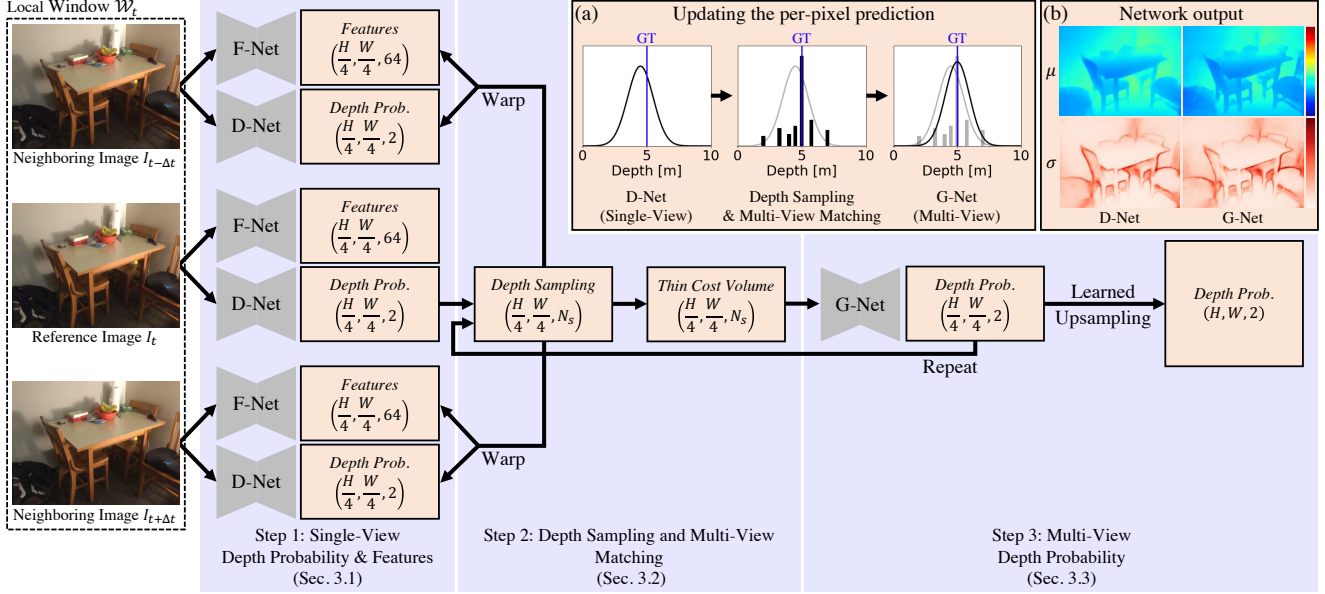 Local Window 𝒲t
F-Net
Features
(H/4, W/4, 64)
D-Net
Depth Prob.
(H/4, W/4, 2)
Warp
Neighboring Image It−Δt
F-Net
Features
(H/4, W/4, 64)
D-Net
Depth Prob.
(H/4, W/4, 2)
Reference Image It
F-Net
Features
(H/4, W/4, 64)
D-Net
Depth Prob.
(H/4, W/4, 2)
Warp
Neighboring Image It+Δt
Depth Sampling
(H/4, W/4, Ns)
Thin Cost Volume
(H/4, W/4, Ns)
G-Net
Depth Prob.
(H/4, W/4, 2)
Repeat
Learned
Upsampling
Depth Prob.
(H, W, 2)
(a)
Updating the per-pixel prediction
GT
0 5 10
Depth [m]
D-Net
(Single-View)
GT
0 5 10
Depth [m]
Depth Sampling
& Multi-View Matching
GT
0 5 10
Depth [m]
G-Net
(Multi-View)
(b)
Network output
μ
σ
D-Net
G-Net
Step 1: Single-View
Depth Probability & Features
(Sec. 3.1)
Step 2: Depth Sampling and Multi-View
Matching
(Sec. 3.2)
Step 3: Multi-View
Depth Probability
(Sec. 3.3)